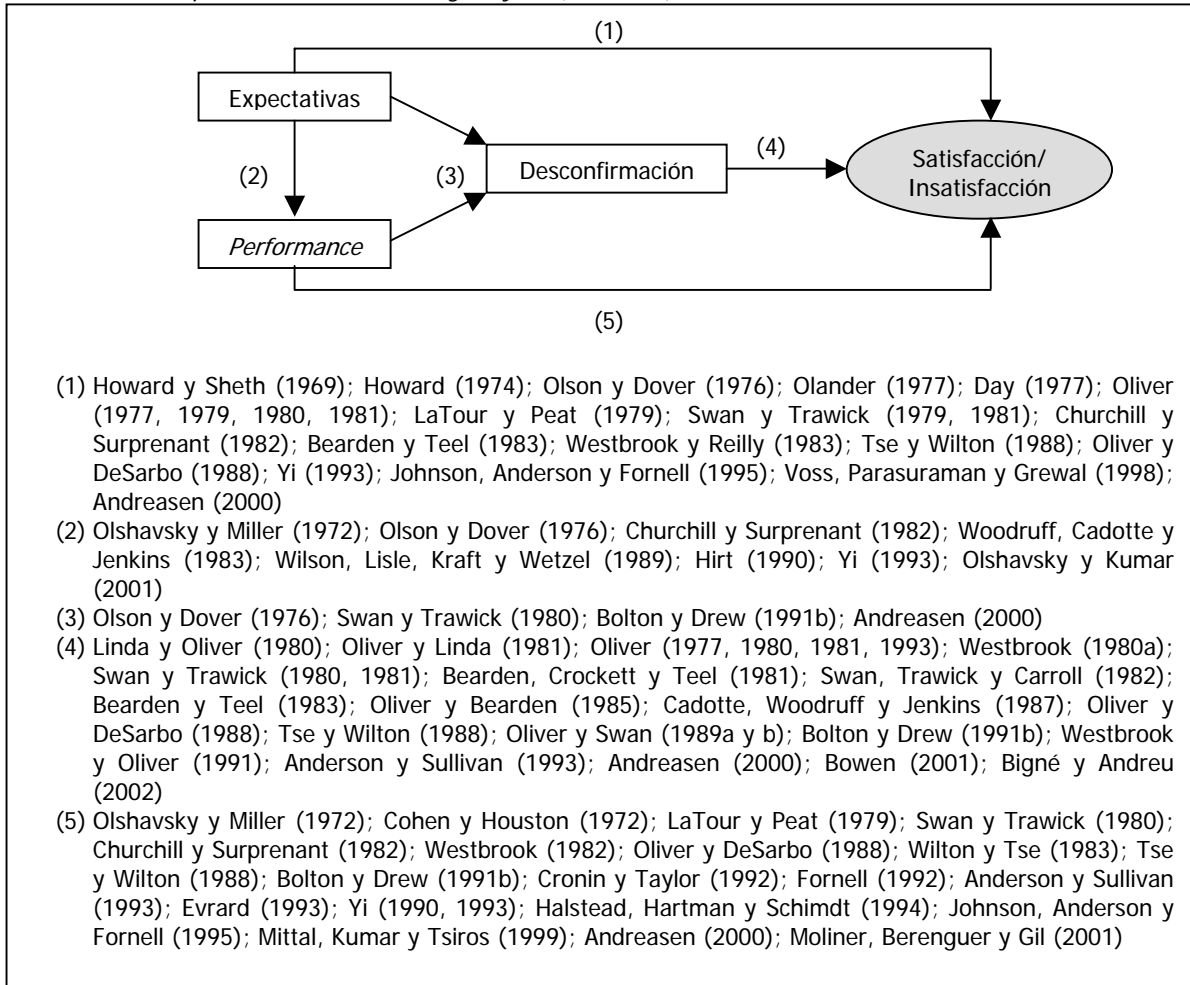 (1)
Expectativas
(2)
(3)
Desconfirmación
(4)
Satisfacción/
Insatisfacción
Performance
(5)
(1) Howard y Sheth (1969); Howard (1974); Olson y Dover (1976); Olander (1977); Day (1977); Oliver
(1977, 1979, 1980, 1981); LaTour y Peat (1979); Swan y Trawick (1979, 1981); Churchill y
Surprenant (1982); Bearden y Teel (1983); Westbrook y Reilly (1983); Tse y Wilton (1988); Oliver y
DeSarbo (1988); Yi (1993); Johnson, Anderson y Fornell (1995); Voss, Parasuraman y Grewal (1998);
Andreasen (2000)
(2) Olshavsky y Miller (1972); Olson y Dover (1976); Churchill y Surprenant (1982); Woodruff, Cadotte y
Jenkins (1983); Wilson, Lisle, Kraft y Wetzel (1989); Hirt (1990); Yi (1993); Olshavsky y Kumar
(2001)
(3) Olson y Dover (1976); Swan y Trawick (1980); Bolton y Drew (1991b); Andreasen (2000)
(4) Linda y Oliver (1980); Oliver y Linda (1981); Oliver (1977, 1980, 1981, 1993); Westbrook (1980a);
Swan y Trawick (1980, 1981); Bearden, Crockett y Teel (1981); Swan, Trawick y Carroll (1982);
Bearden y Teel (1983); Oliver y Bearden (1985); Cadotte, Woodruff y Jenkins (1987); Oliver y
DeSarbo (1988); Tse y Wilton (1988); Oliver y Swan (1989a y b); Bolton y Drew (1991b); Westbrook
y Oliver (1991); Anderson y Sullivan (1993); Andreasen (2000); Bowen (2001); Bigné y Andreu
(2002)
(5) Olshavsky y Miller (1972); Cohen y Houston (1972); LaTour y Peat (1979); Swan y Trawick (1980);
Churchill y Surprenant (1982); Westbrook (1982); Oliver y DeSarbo (1988); Wilton y Tse (1983); Tse
y Wilton (1988); Bolton y Drew (1991b); Cronin y Taylor (1992); Fornell (1992); Anderson y Sullivan
(1993); Evrard (1993); Yi (1990, 1993); Halstead, Hartman y Schimdt (1994); Johnson, Anderson y
Fornell (1995); Mittal, Kumar y Tsiros (1999); Andreasen (2000); Moliner, Berenguer y Gil (2001)